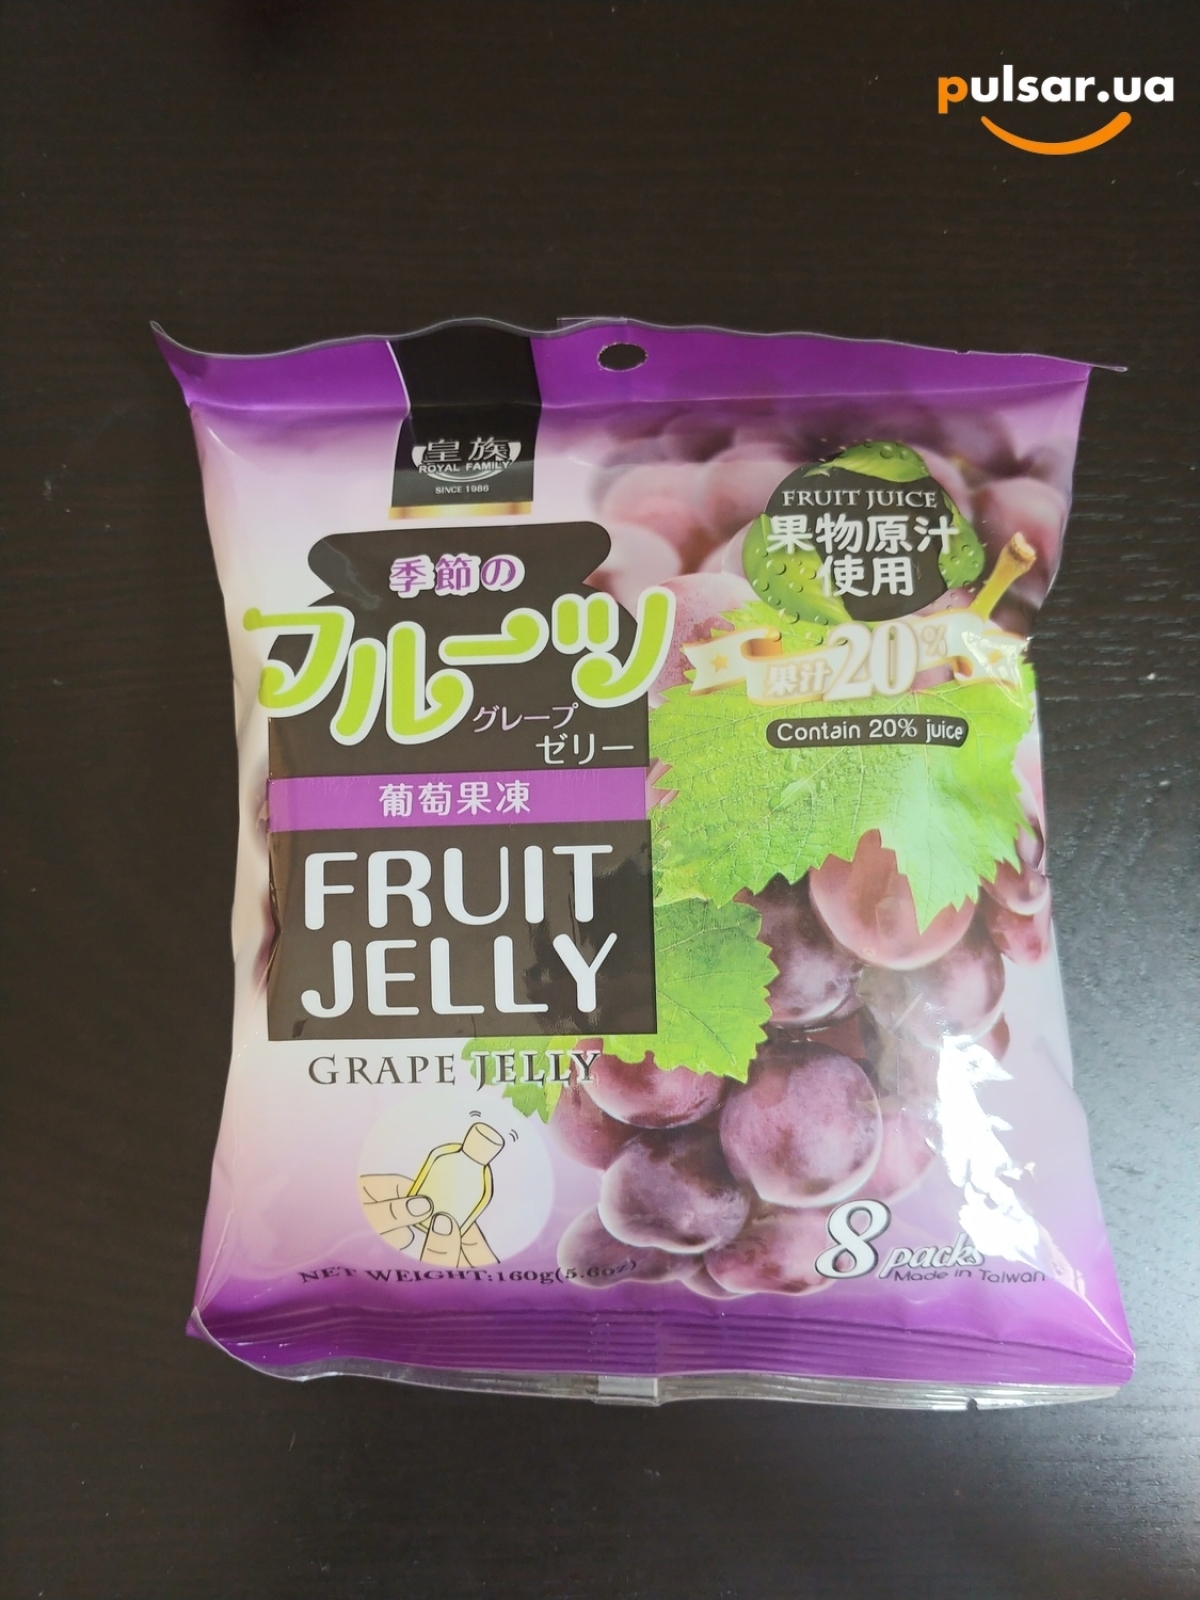 pulsar.ua
皇族
ROYAL FAMILY
SINCE 1986
季節の
フルーツ
グレープ
ゼリー
葡萄果凍
FRUIT
JELLY
GRAPE JELLY
FRUIT JUICE
果物原汁
使用
果汁20%
Contain 20% juice
NET WEIGHT:160g(5.6oz)
8 packs
Made in Taiwan